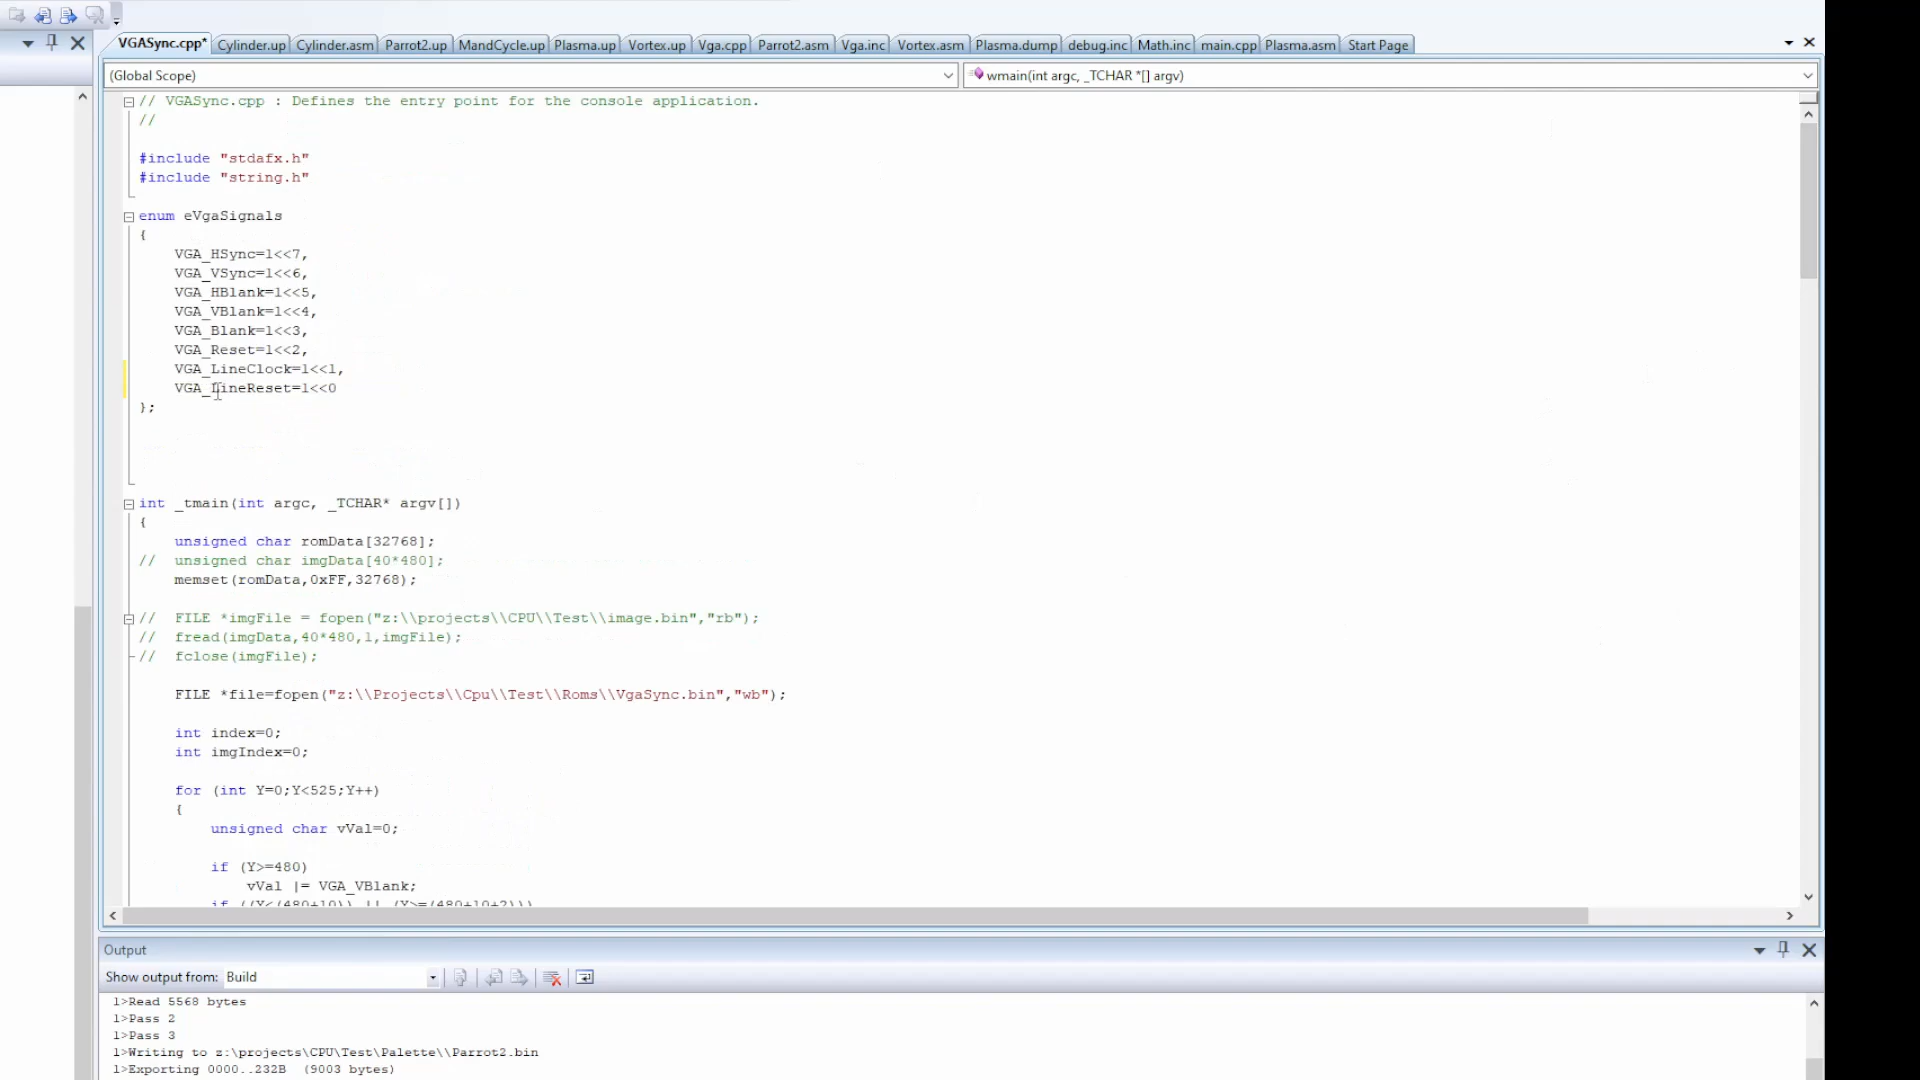 VGASync.cpp* Cylinder.up Cylinder.asm Parrot2.up MandCycle.up Plasma.up Vortex.up Vga.cpp Parrot2.asm Vga.inc Vortex.asm Plasma.dump debug.inc Math.inc main.cpp Plasma.asm Start Page
(Global Scope) wmain(int argc, _TCHAR *[] argv)
// VGASync.cpp : Defines the entry point for the console application.
//
#include "stdafx.h"
#include "string.h"
enum eVgaSignals
{
VGA_HSync=1<<7,
VGA_VSync=1<<6,
VGA_HBlank=1<<5,
VGA_VBlank=1<<4,
VGA_Blank=1<<3,
VGA_Reset=1<<2,
VGA_LineClock=1<<1,
VGA_LineReset=1<<0
};
int _tmain(int argc, _TCHAR* argv[])
{
unsigned char romData[32768];
// unsigned char imgData[40*480];
memset(romData,0xFF,32768);
// FILE *imgFile = fopen("z:\\projects\\CPU\\Test\\image.bin","rb");
// fread(imgData,40*480,1,imgFile);
// fclose(imgFile);
FILE *file=fopen("z:\\Projects\\Cpu\\Test\\Roms\\VgaSync.bin","wb");
int index=0;
int imgIndex=0;
for (int Y=0;Y<525;Y++)
{
unsigned char vVal=0;
if (Y>=480)
vVal |= VGA_VBlank;
if ((Y<(480+10)) || (Y>=(480+10+2)))
Output
Show output from: Build
1>Read 5568 bytes
1>Pass 2
1>Pass 3
1>Writing to z:\projects\CPU\Test\Palette\\Parrot2.bin
1>Exporting 0000..232B (9003 bytes)